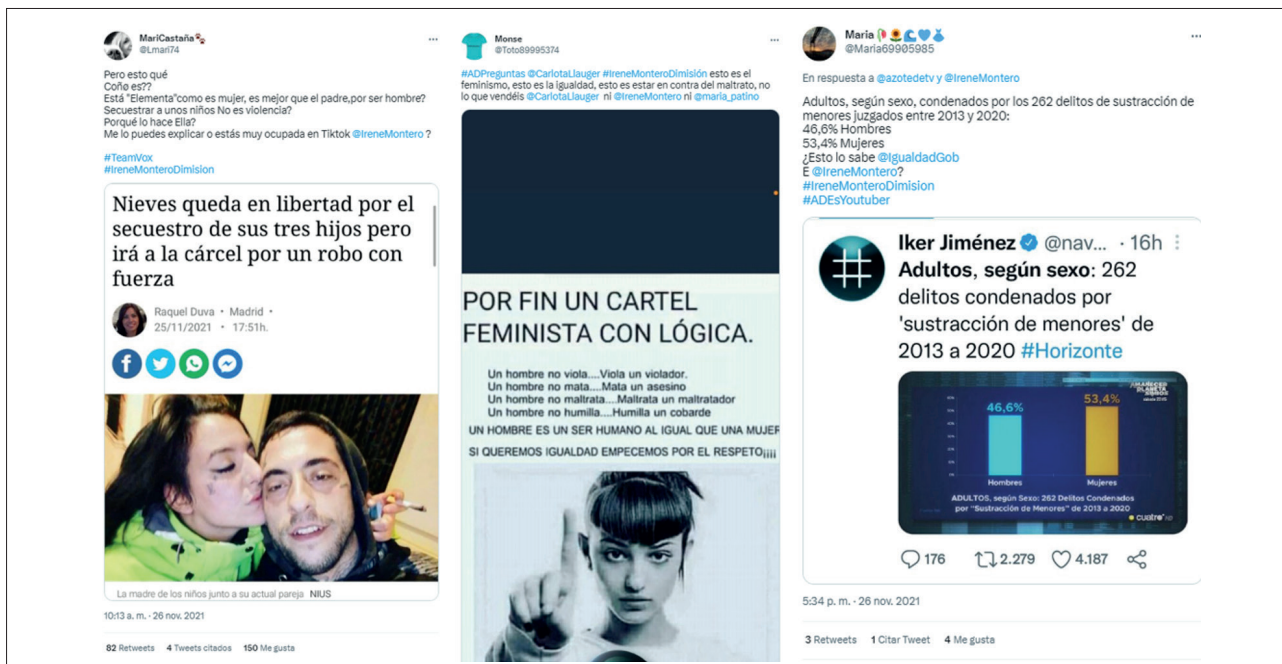 MariCastaña
@Lmari74
Pero esto qué
Coño es??
Está "Elementa"como es mujer, es mejor que el padre,por ser hombre?
Secuestrar a unos niños No es violencia?
Porqué lo hace Ella?
Me lo puedes explicar o estás muy ocupada en Tiktok @IreneMontero ?
#TeamVox
#IreneMonteroDimision
Nieves queda en libertad por el
secuestro de sus tres hijos pero
irá a la cárcel por un robo con
fuerza
Raquel Duva • Madrid •
25/11/2021 • 17:51h.
La madre de los niños junto a su actual pareja NIUS
10:13 a. m. · 26 nov. 2021
82 Retweets 4 Tweets citados 150 Me gusta
Monse
@Toto89995374
#ADPreguntas @CarlotaLlauger #IreneMonteroDimisión esto es el
feminismo, esto es la igualdad, esto es estar en contra del maltrato, no
lo que vendéis @CarlotaLlauger ni @IreneMontero ni @maria_patino
POR FIN UN CARTEL
FEMINISTA CON LÓGICA.
Un hombre no viola....Viola un violador.
Un hombre no mata....Mata un asesino
Un hombre no maltrata....Maltrata un maltratador
Un hombre no humilla....Humilla un cobarde
UN HOMBRE ES UN SER HUMANO AL IGUAL QUE UNA MUJER
SI QUEREMOS IGUALDAD EMPECEMOS POR EL RESPETO¡¡¡¡
Maria
@Maria69905985
En respuesta a @azotedetv y @IreneMontero
Adultos, según sexo, condenados por los 262 delitos de sustracción de
menores juzgados entre 2013 y 2020:
46,6% Hombres
53,4% Mujeres
¿Esto lo sabe @IgualdadGob
E @IreneMontero?
#IreneMonteroDimision
#ADEsYoutuber
Iker Jiménez @nav... · 16h
Adultos, según sexo: 262
delitos condenados por
'sustracción de menores' de
2013 a 2020 #Horizonte
46,6%
53,4%
Hombres
Mujeres
ADULTOS, según Sexo: 262 Delitos Condenados
por "Sustracción de Menores" de 2013 a 2020
cuatro
176 2.279 4.187
5:34 p. m. · 26 nov. 2021
3 Retweets 1 Citar Tweet 4 Me gusta